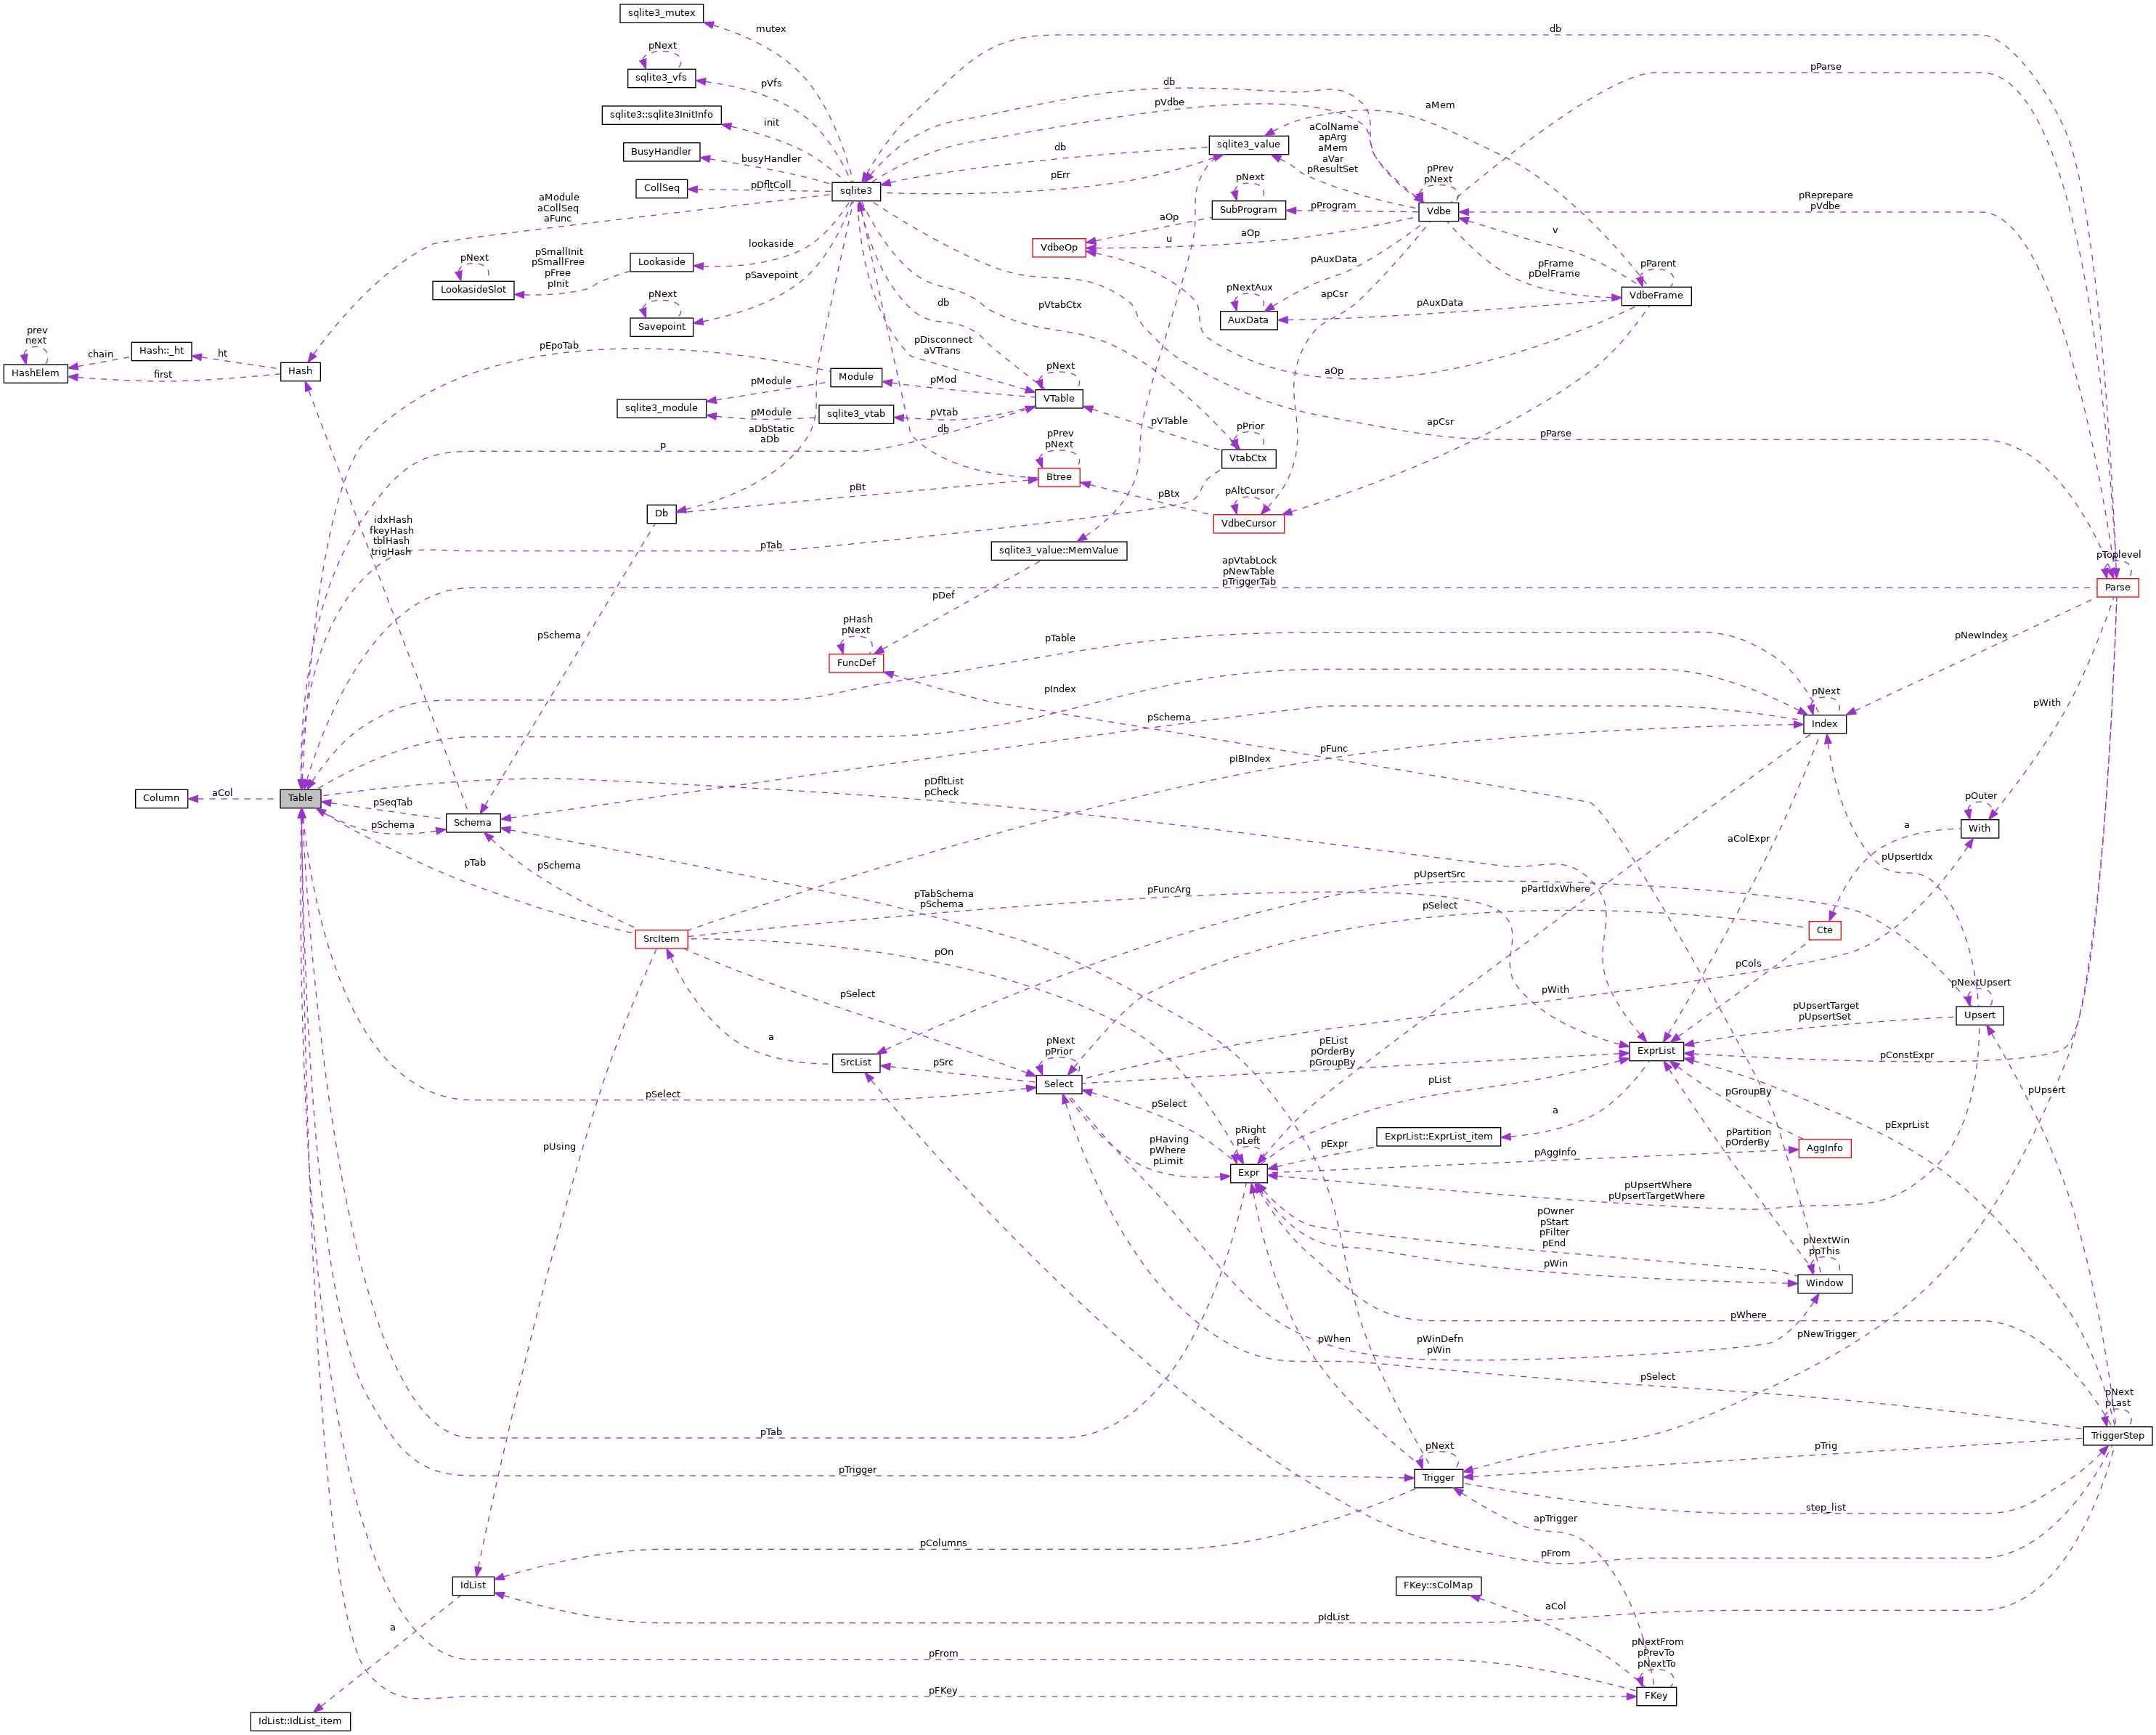 sqlite3_mutex
mutex
db
pNext
pParse
sqlite3_vfs
pVfs
db
pVdbe
aMem
sqlite3::sqlite3InitInfo
init
aColName
apArg
aMem
aVar
pResultSet
sqlite3_value
db
BusyHandler
busyHandler
pErr
pPrev
pNext
CollSeq
pDfltColl
sqlite3
pNext
aModule
aCollSeq
aFunc
pReprepare
pVdbe
SubProgram
pProgram
Vdbe
aOp
u
aOp
v
VdbeOp
lookaside
Lookaside
pSmallInit
pSmallFree
pFree
pInit
pNext
LookasideSlot
pSavepoint
pNext
Savepoint
pAuxData
pFrame
pDelFrame
pParent
VdbeFrame
pNextAux
apCsr
pAuxData
AuxData
db
pVtabCtx
prev
next
HashElem
chain
Hash::_ht
ht
first
Hash
pEpoTab
pDisconnect
aVTrans
pNext
aOp
pModule
Module
pMod
VTable
sqlite3_module
pModule
sqlite3_vtab
pVtab
pVTable
apCsr
pParse
aDbStatic
aDb
db
p
pPrev
pNext
pPrior
VtabCtx
Btree
pBt
pBtx
pAltCursor
VdbeCursor
Db
idxHash
fkeyHash
tblHash
trigHash
pTab
sqlite3_value::MemValue
apVtabLock
pNewTable
pTriggerTab
pToplevel
Parse
pDef
pHash
pNext
FuncDef
pSchema
pTable
pNewIndex
pIndex
pNext
Index
pWith
pSchema
pFunc
pIBIndex
Column
aCol
Table
pSeqTab
pSchema
Schema
pDfltList
pCheck
pOuter
With
a
aColExpr
pUpsertIdx
pTab
pSchema
pTabSchema
pSchema
pFuncArg
pUpsertSrc
pPartIdxWhere
pSelect
Cte
SrcItem
pOn
pCols
pSelect
pWith
pNextUpsert
Upsert
pUpsertTarget
pUpsertSet
a
SrcList
pSrc
pNext
pPrior
Select
pEList
pOrderBy
pGroupBy
ExprList
pConstExpr
pSelect
pList
pGroupBy
pUpsert
pSelect
a
pExprList
pUsing
pHaving
pWhere
pLimit
pRight
pLeft
Expr
pExpr
ExprList::ExprList_item
pPartition
pOrderBy
AggInfo
pAggInfo
pUpsertWhere
pUpsertTargetWhere
pOwner
pStart
pFilter
pEnd
pNextWin
ppThis
pWin
Window
pWhere
pWhen
pWinDefn
pWin
pNewTrigger
pSelect
pNext
pLast
TriggerStep
pTab
pTrigger
pNext
Trigger
pTrig
step_list
apTrigger
pColumns
pFrom
IdList
FKey::sColMap
aCol
pIdList
a
pFrom
pNextFrom
pPrevTo
pNextTo
pFKey
FKey
IdList::IdList_item